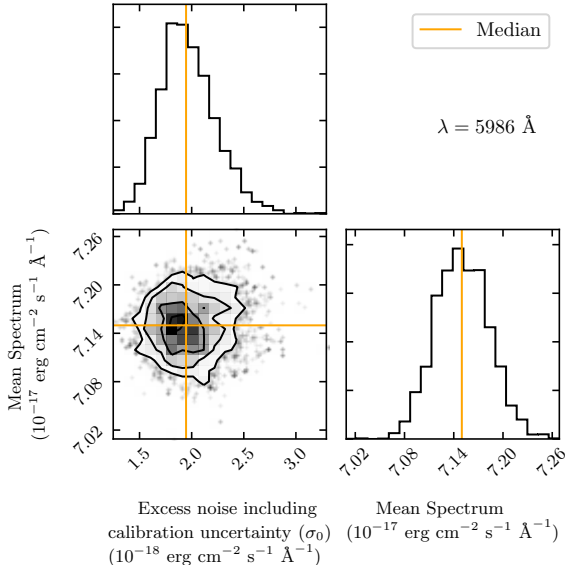 Median
λ = 5986 Å
7.26
7.20
7.14
7.08
7.02
Mean Spectrum
(10⁻¹⁷ erg cm⁻² s⁻¹ Å⁻¹)
1.5 2.0 2.5 3.0
7.02 7.08 7.14 7.20 7.26
Excess noise including
calibration uncertainty (σ₀)
(10⁻¹⁸ erg cm⁻² s⁻¹ Å⁻¹)
Mean Spectrum
(10⁻¹⁷ erg cm⁻² s⁻¹ Å⁻¹)